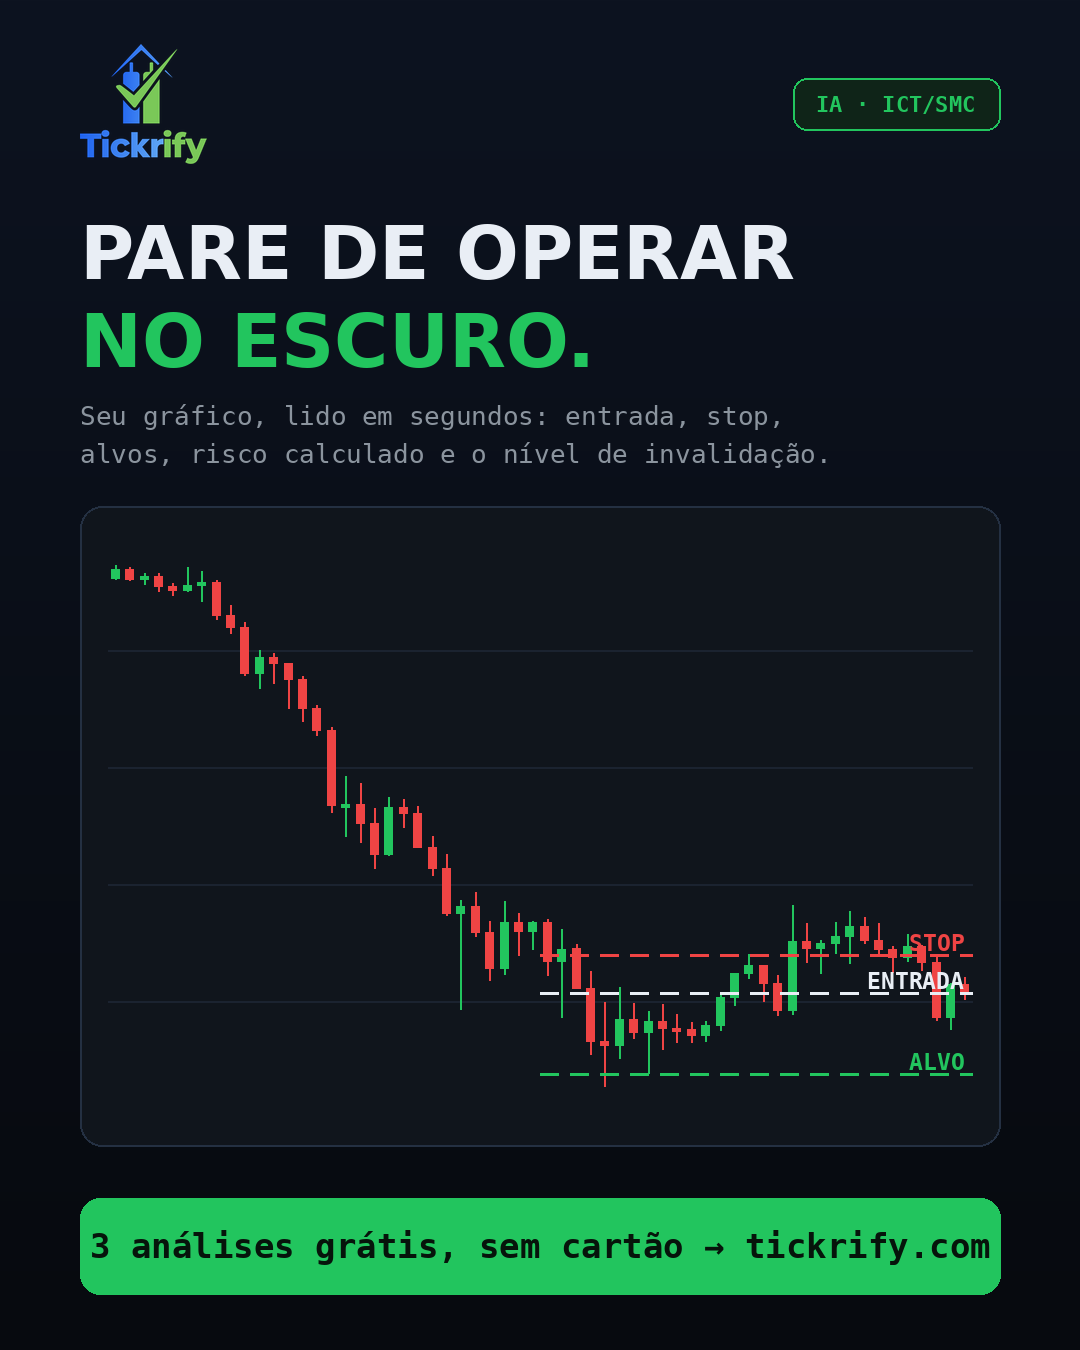 Tickrify
IA · ICT/SMC
PARE DE OPERAR
NO ESCURO.
Seu gráfico, lido em segundos: entrada, stop,
alvos, risco calculado e o nível de invalidação.
STOP
ENTRADA
ALVO
3 análises grátis, sem cartão → tickrify.com